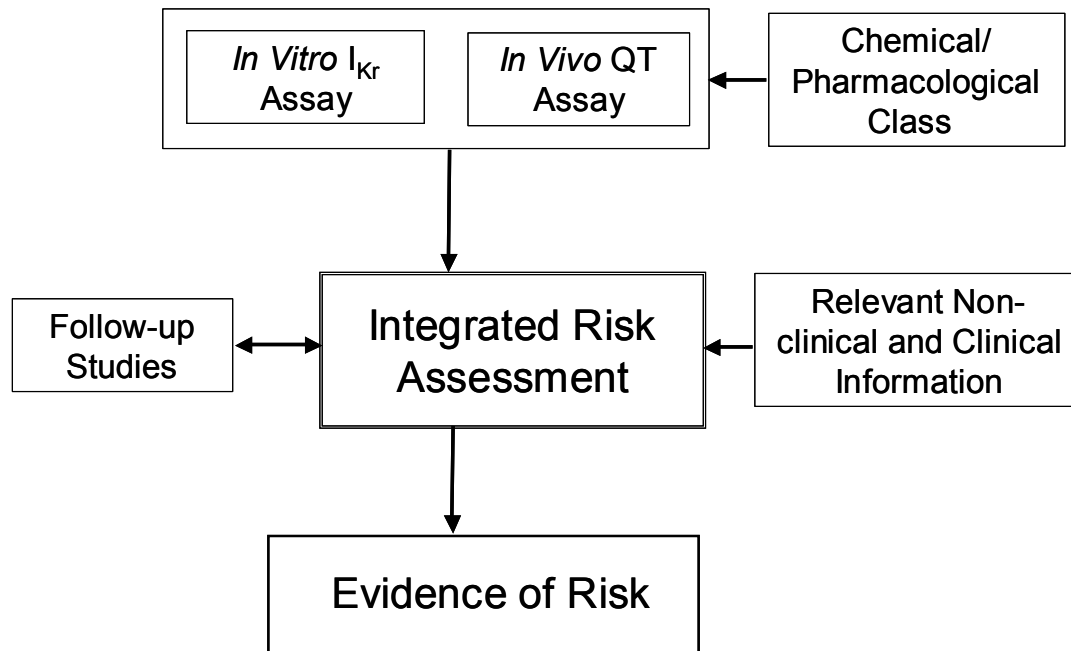 In Vitro IKr
Assay
In Vivo QT
Assay
Chemical/
Pharmacological
Class
Follow-up
Studies
Integrated Risk
Assessment
Relevant Non-
clinical and Clinical
Information
Evidence of Risk